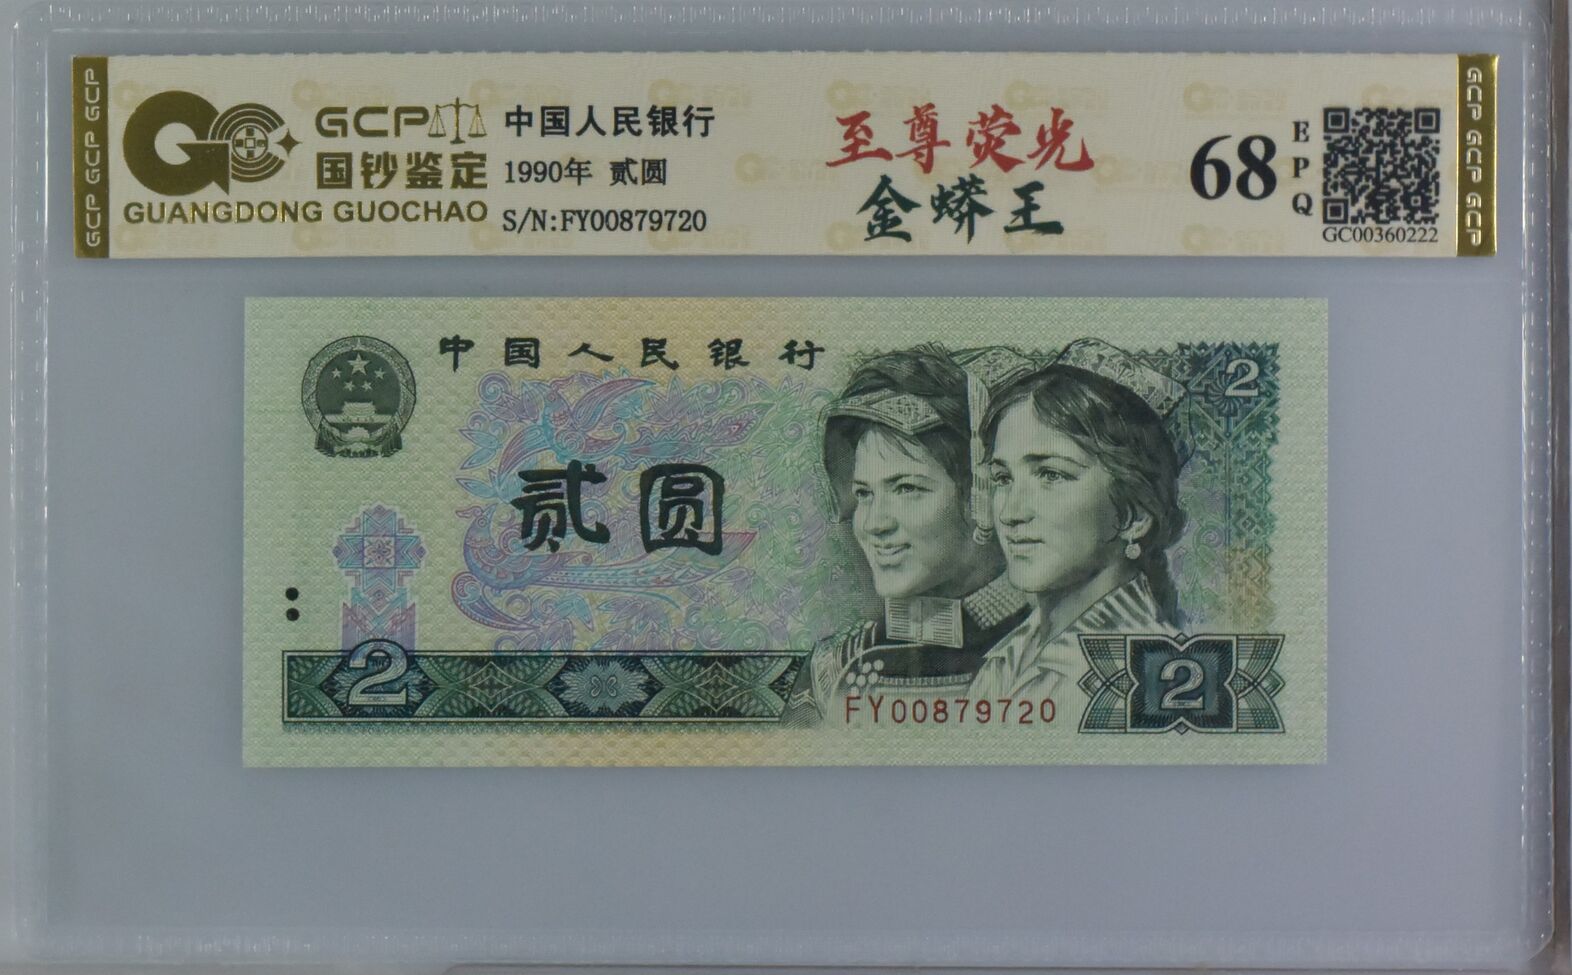 GCP GCP GCP
GCP
国钞鉴定
GUANGDONG GUOCHAO
中国人民银行
1990年 贰圆
S/N:FY00879720
至尊荧光
金蟒王
68
EPQ
GC00360222
GCP GCP GCP
中国人民银行
2
贰圆
2
FY00879720
2